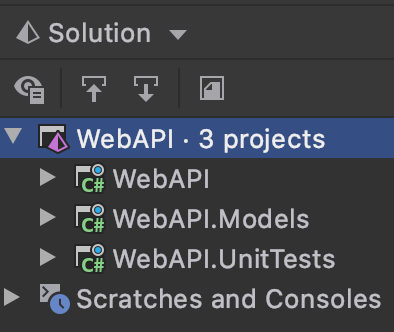 Solution
WebAPI · 3 projects
C# WebAPI
C# WebAPI.Models
C# WebAPI.UnitTests
Scratches and Consoles